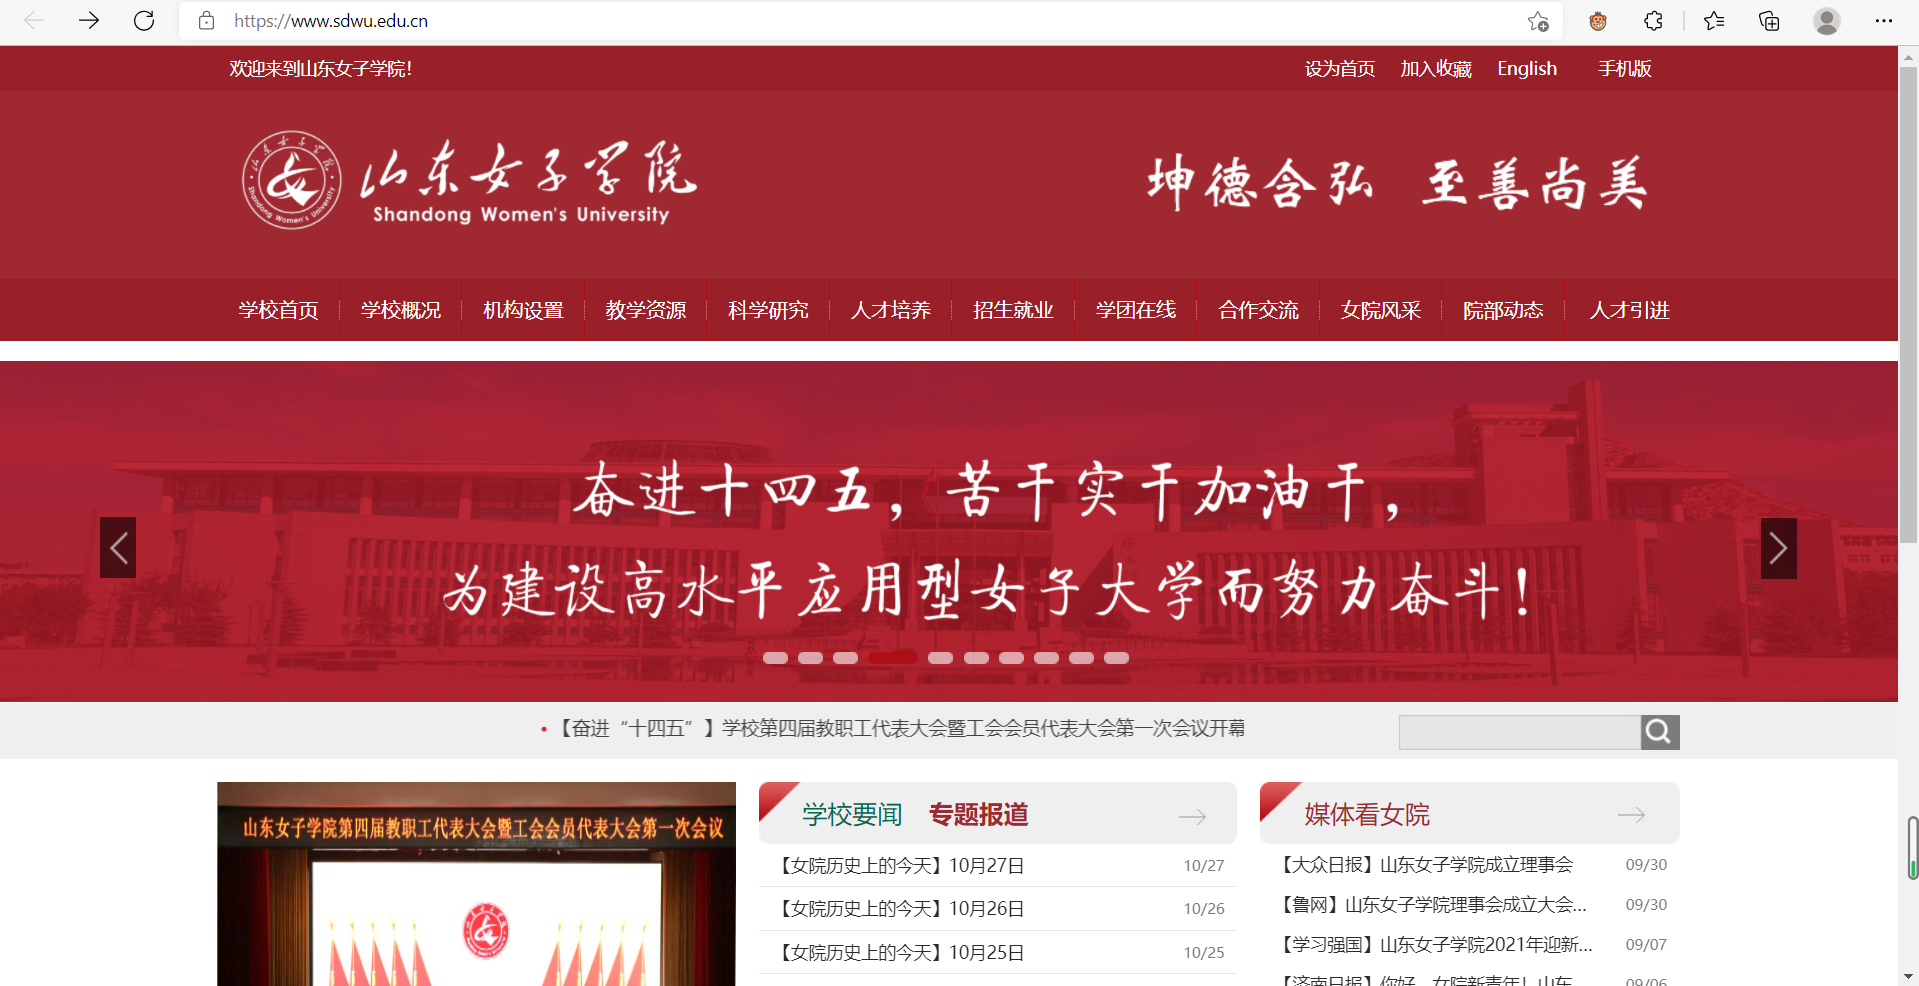 https://www.sdwu.edu.cn
欢迎来到山东女子学院!
设为首页 加入收藏 English 手机版
山东女子学院
Shandong Women's University
坤德含弘 至善尚美
学校首页 学校概况 机构设置 教学资源 科学研究 人才培养 招生就业 学团在线 合作交流 女院风采 院部动态 人才引进
奋进十四五，苦干实干加油干，
为建设高水平应用型女子大学而努力奋斗！
•【奋进“十四五”】学校第四届教职工代表大会暨工会会员代表大会第一次会议开幕
山东女子学院第四届教职工代表大会暨工会会员代表大会第一次会议
学校要闻 专题报道
【女院历史上的今天】10月27日 10/27
【女院历史上的今天】10月26日 10/26
【女院历史上的今天】10月25日 10/25
媒体看女院
【大众日报】山东女子学院成立理事会 09/30
【鲁网】山东女子学院理事会成立大会... 09/30
【学习强国】山东女子学院2021年迎新... 09/07
【济南日报】你好，女院新青年！山东... 09/06